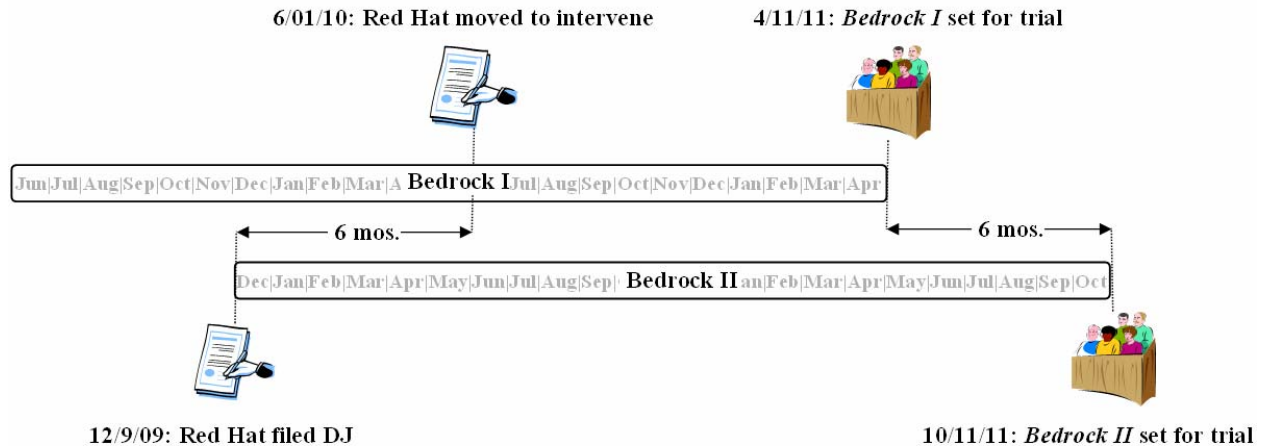 6/01/10: Red Hat moved to intervene 4/11/11: Bedrock I set for trial
Jun|Jul|Aug|Sep|Oct|Nov|Dec|Jan|Feb|Mar|A Bedrock I Jul|Aug|Sep|Oct|Nov|Dec|Jan|Feb|Mar|Apr
6 mos. 6 mos.
Dec|Jan|Feb|Mar|Apr|May|Jun|Jul|Aug|Sep| Bedrock II an|Feb|Mar|Apr|May|Jun|Jul|Aug|Sep|Oct
12/9/09: Red Hat filed DJ 10/11/11: Bedrock II set for trial